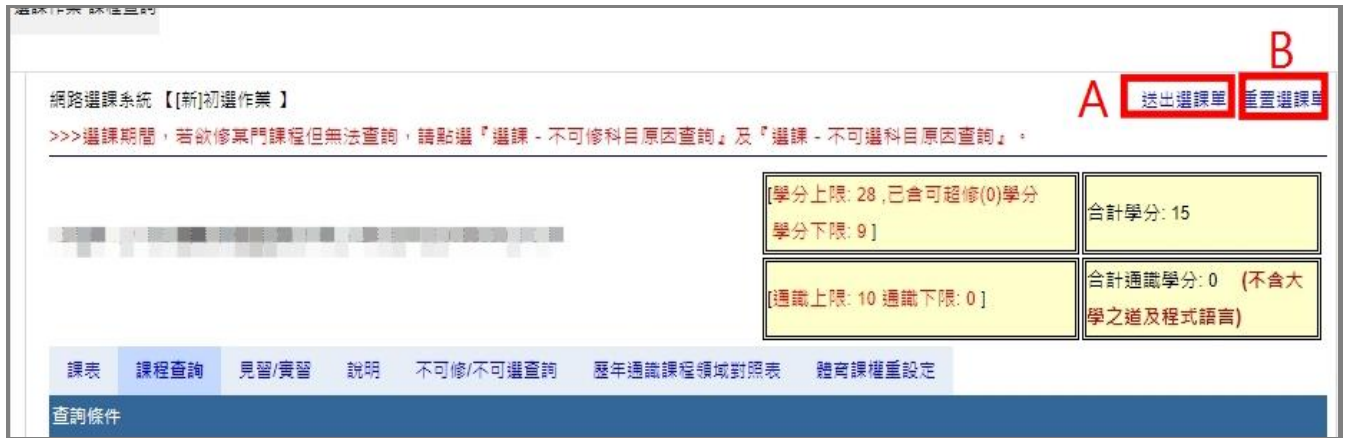 選課作業 課程查詢
B
網路選課系統 【[新]初選作業 】
A
送出選課單 重置選課單
>>>選課期間，若欲修某門課程但無法查詢，請點選『選課 - 不可修科目原因查詢』及『選課 - 不可選科目原因查詢』。
[學分上限: 28 ,已含可超修(0)學分
學分下限: 9 ]
合計學分: 15
[通識上限: 10 通識下限: 0 ]
合計通識學分: 0 (不含大
學之道及程式語言)
課表 課程查詢 見習/實習 說明 不可修/不可選查詢 歷年通識課程領域對照表 體育課權重設定
查詢條件